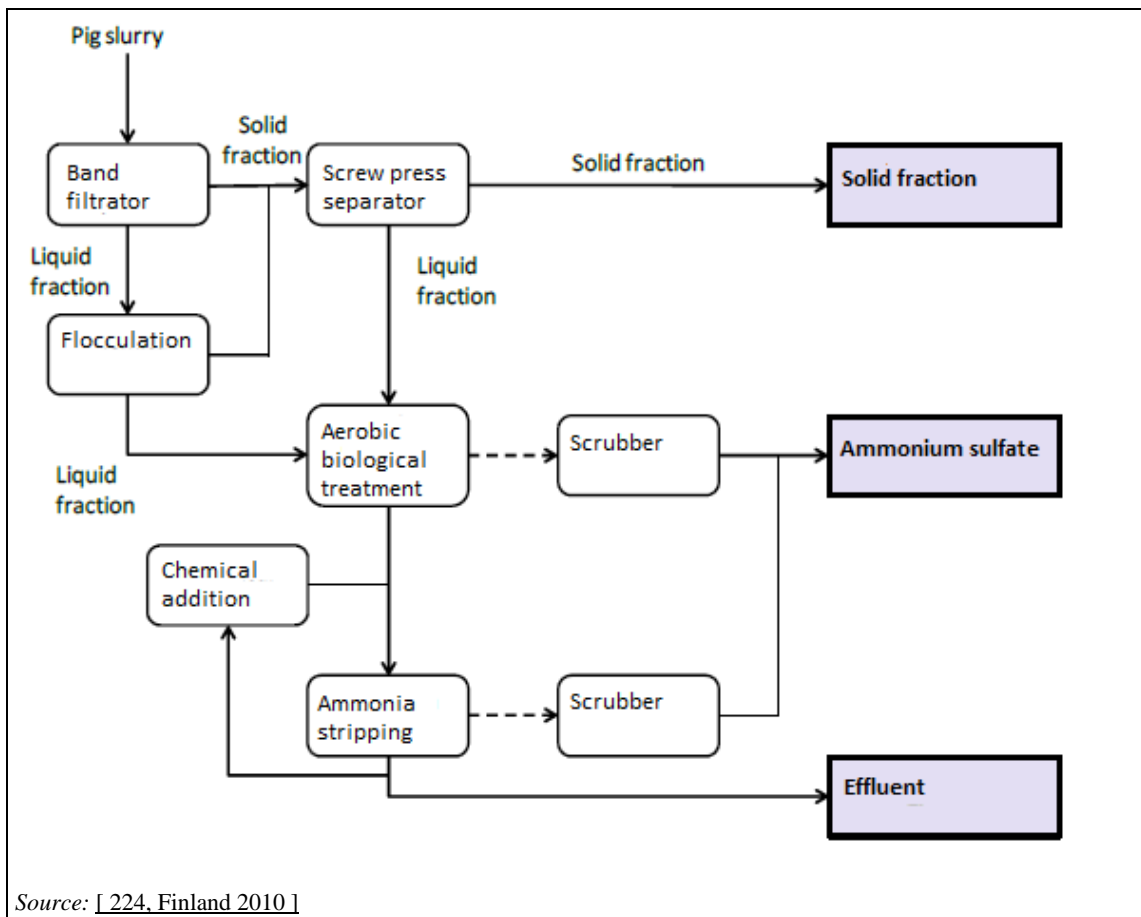 Pig slurry
Band
filtrator
Solid
fraction
Screw press
separator
Solid fraction
Solid fraction
Liquid
fraction
Liquid
fraction
Flocculation
Liquid
fraction
Aerobic
biological
treatment
Scrubber
Ammonium sulfate
Chemical
addition
Ammonia
stripping
Scrubber
Effluent
Source: [ 224, Finland 2010 ]